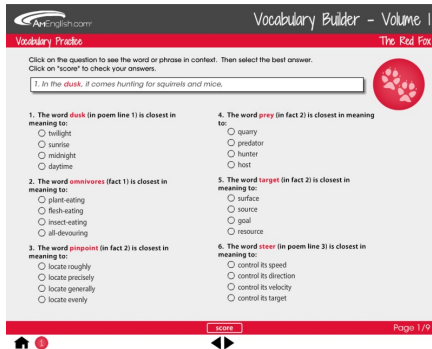 AMEnglish.com
Vocabulary Builder - Volume I
Vocabulary Practice
The Red Fox
Click on the question to see the word or phrase in context. Then select the best answer.
Click on "score" to check your answers.
1. In the dusk, it comes hunting for squirrels and mice,
1. The word dusk (in poem line 1) is closest in
meaning to:
twilight
sunrise
midnight
daytime
2. The word omnivores (fact 1) is closest in
meaning to:
plant-eating
flesh-eating
insect-eating
all-devouring
3. The word pinpoint (in fact 2) is closest in
meaning to:
locate roughly
locate precisely
locate generally
locate evenly
4. The word prey (in fact 2) is closest in meaning
to:
quarry
predator
hunter
host
5. The word target (in fact 2) is closest in
meaning to:
surface
source
goal
resource
6. The word steer (in poem line 3) is closest in
meaning to:
control its speed
control its direction
control its velocity
control its target
score
Page 1/9
1